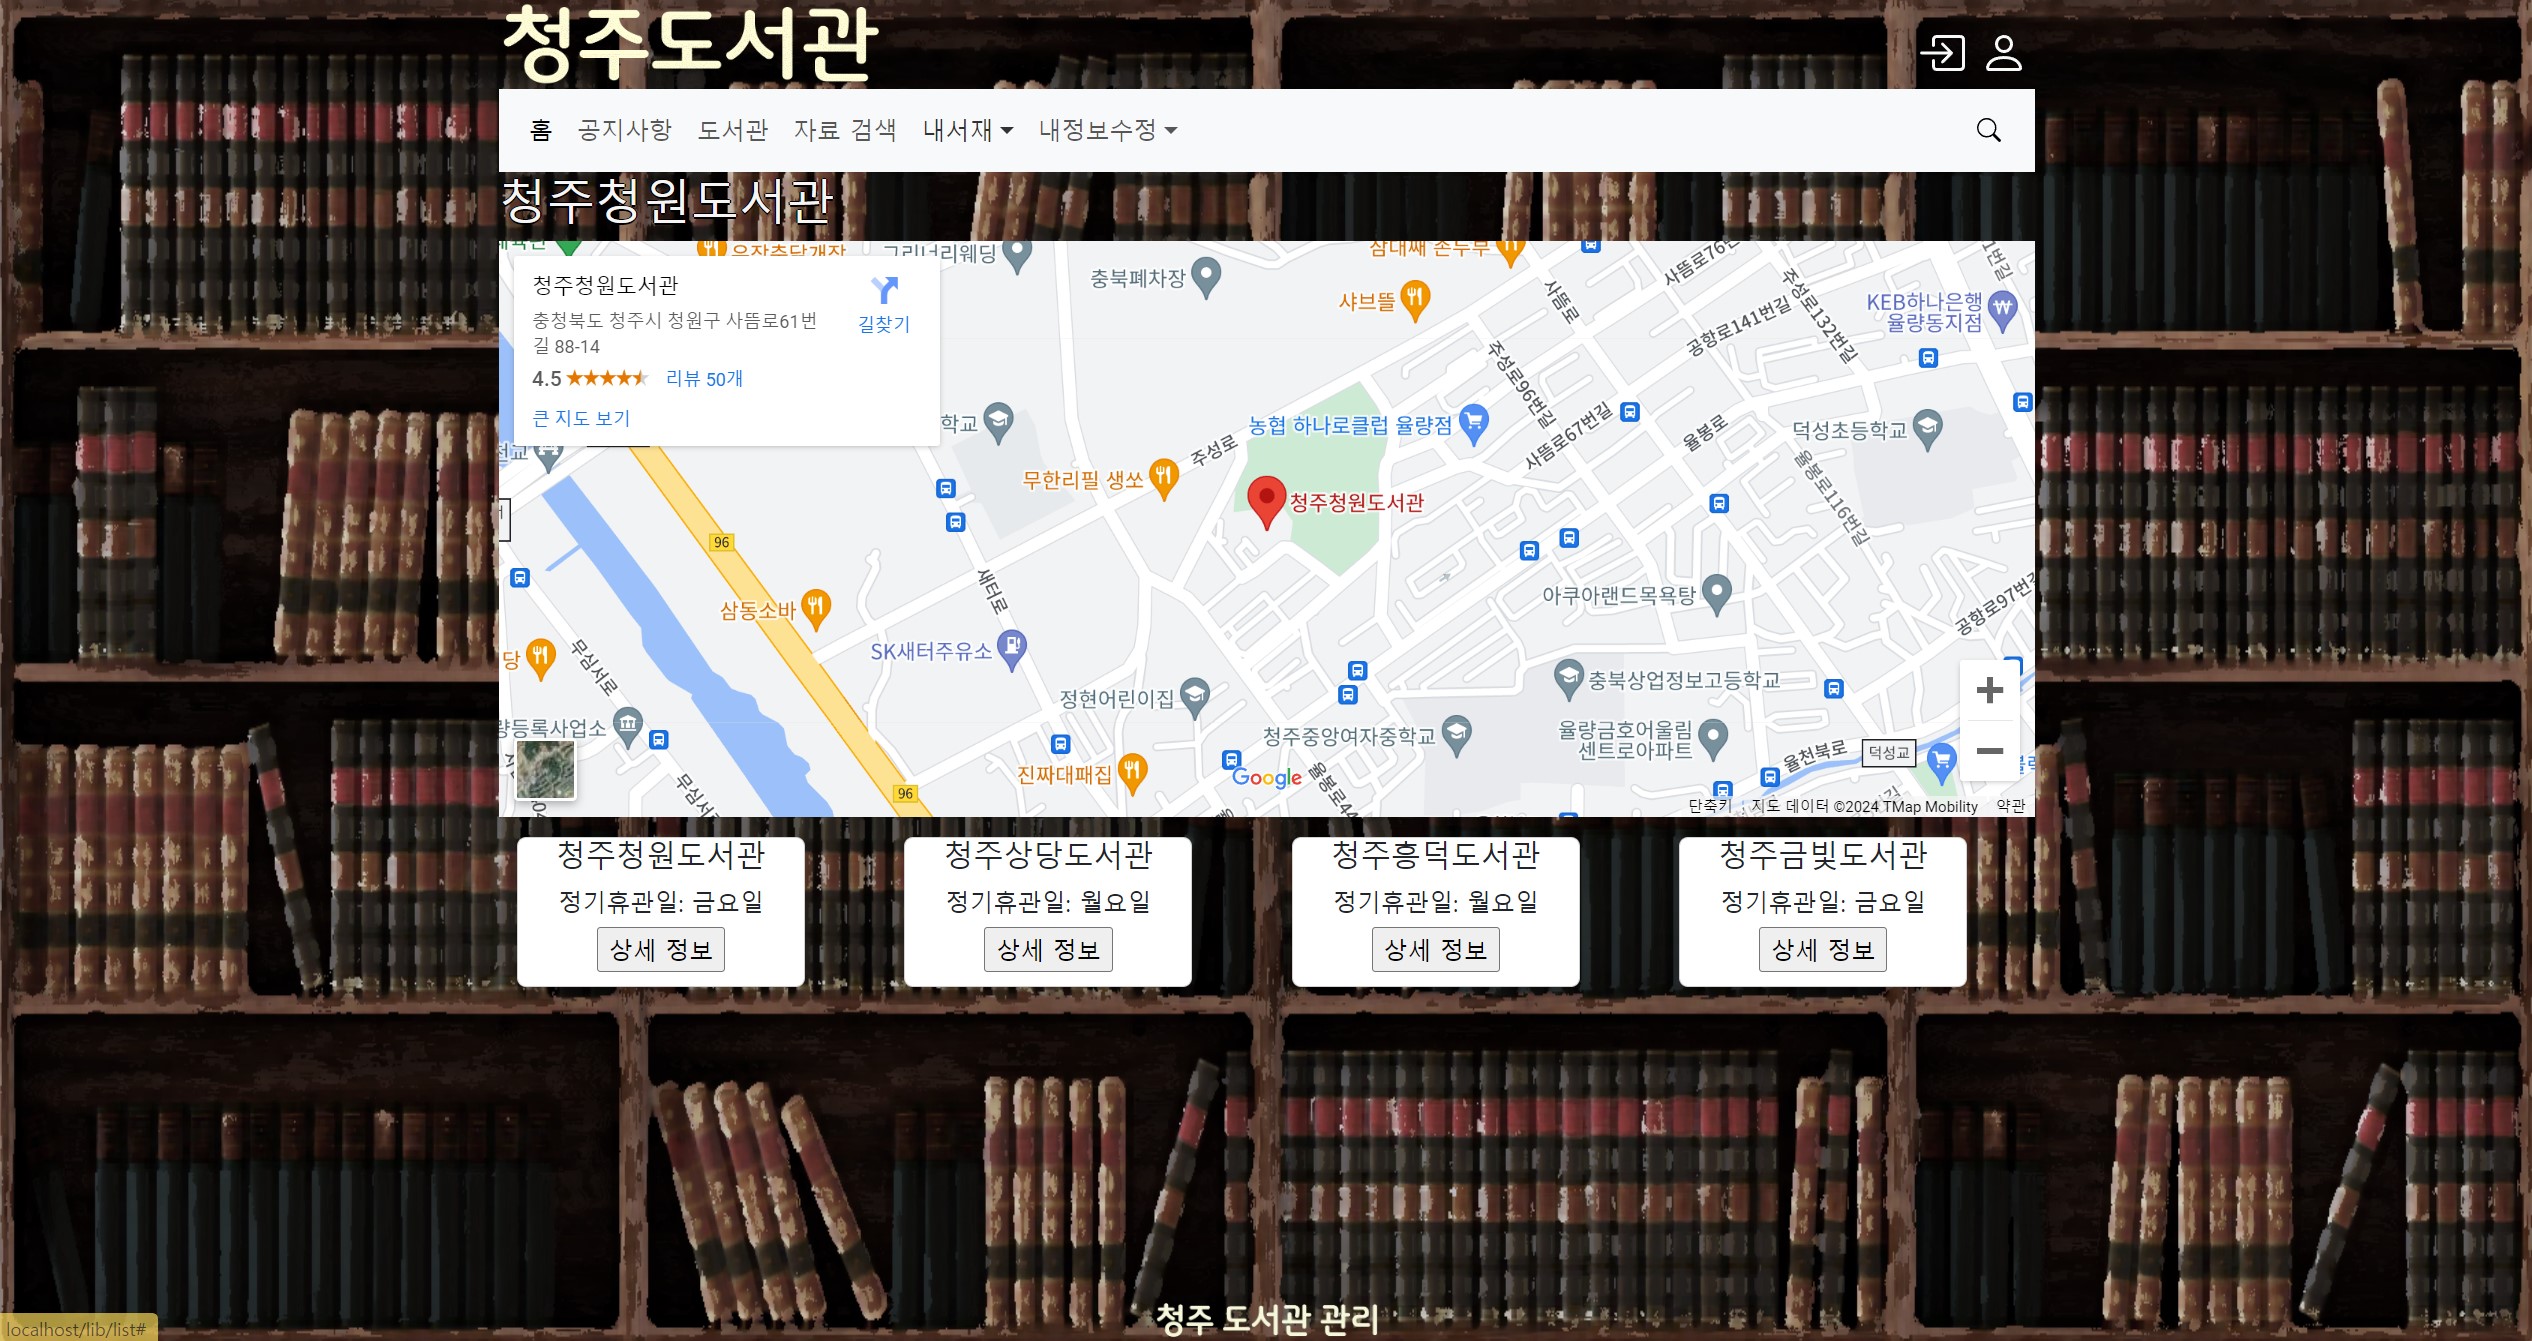 청주도서관
홈 공지사항 도서관 자료 검색 내서재 내정보수정
청주청원도서관
청주청원도서관
충청북도 청주시 청원구 사뜸로61번
길 88-14
길찾기
4.5 리뷰 50개
큰 지도 보기
그리너리웨딩
충북폐차장
샤브뜰
사뜸로76번
1번길
사뜸로
주성로132번길
공항로141번길
KEB하나은행
율량동지점
주성로96번길
학교
농협 하나로클럽 율량점
사뜸로67번길
율봉로
덕성초등학교
주성로
무한리필 생쏘
청주청원도서관
율봉로116번길
96
새터로
삼동소바
아쿠아랜드목욕탕
공항로97번길
SK새터주유소
당
무심서로
정현어린이집
충북상업정보고등학교
량등록사업소
청주중앙여자중학교
율량금호어울림
센트로아파트
율천북로
덕성교
진짜대패집
Google
율봉로44
무심서로
96
단축키 지도 데이터 ©2024 TMap Mobility 약관
청주청원도서관
정기휴관일: 금요일
상세 정보
청주상당도서관
정기휴관일: 월요일
상세 정보
청주흥덕도서관
정기휴관일: 월요일
상세 정보
청주금빛도서관
정기휴관일: 금요일
상세 정보
청주 도서관 관리
localhost/lib/list#